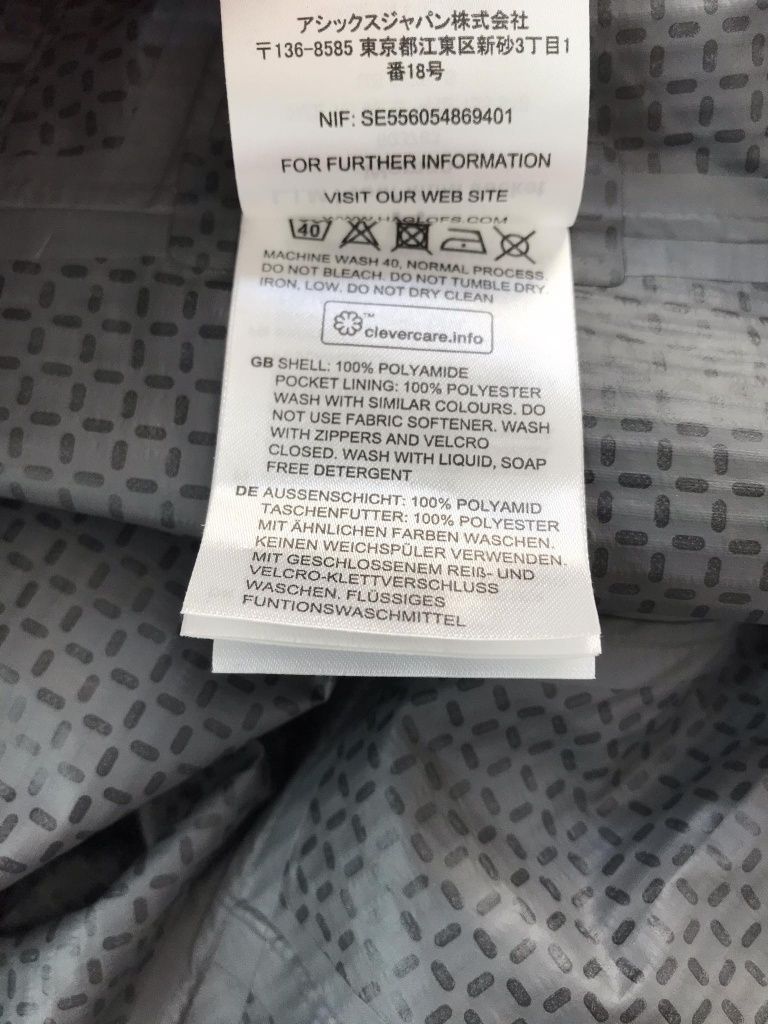 アシックスジャパン株式会社
〒136-8585 東京都江東区新砂3丁目1
番18号
NIF: SE556054869401
FOR FURTHER INFORMATION
VISIT OUR WEB SITE
WWW.HAGLOFS.COM
40
MACHINE WASH 40, NORMAL PROCESS.
DO NOT BLEACH. DO NOT TUMBLE DRY.
IRON, LOW. DO NOT DRY CLEAN
™
clevercare.info
GB SHELL: 100% POLYAMIDE
POCKET LINING: 100% POLYESTER
WASH WITH SIMILAR COLOURS. DO
NOT USE FABRIC SOFTENER. WASH
WITH ZIPPERS AND VELCRO
CLOSED. WASH WITH LIQUID, SOAP
FREE DETERGENT
DE AUSSENSCHICHT: 100% POLYAMID
TASCHENFUTTER: 100% POLYESTER
MIT ÄHNLICHEN FARBEN WASCHEN.
KEINEN WEICHSPÜLER VERWENDEN.
MIT GESCHLOSSENEM REIß- UND
VELCRO-KLETTVERSCHLUSS
WASCHEN. FLÜSSIGES
FUNTIONSWASCHMITTEL